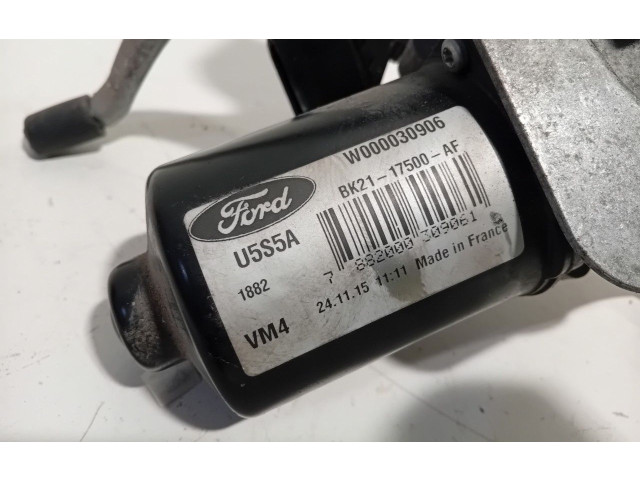 W000030906
Ford
BK21-17500-AF
U5S5A
7 882000 309061
1882
24.11.15 11:11 Made in France
VM4